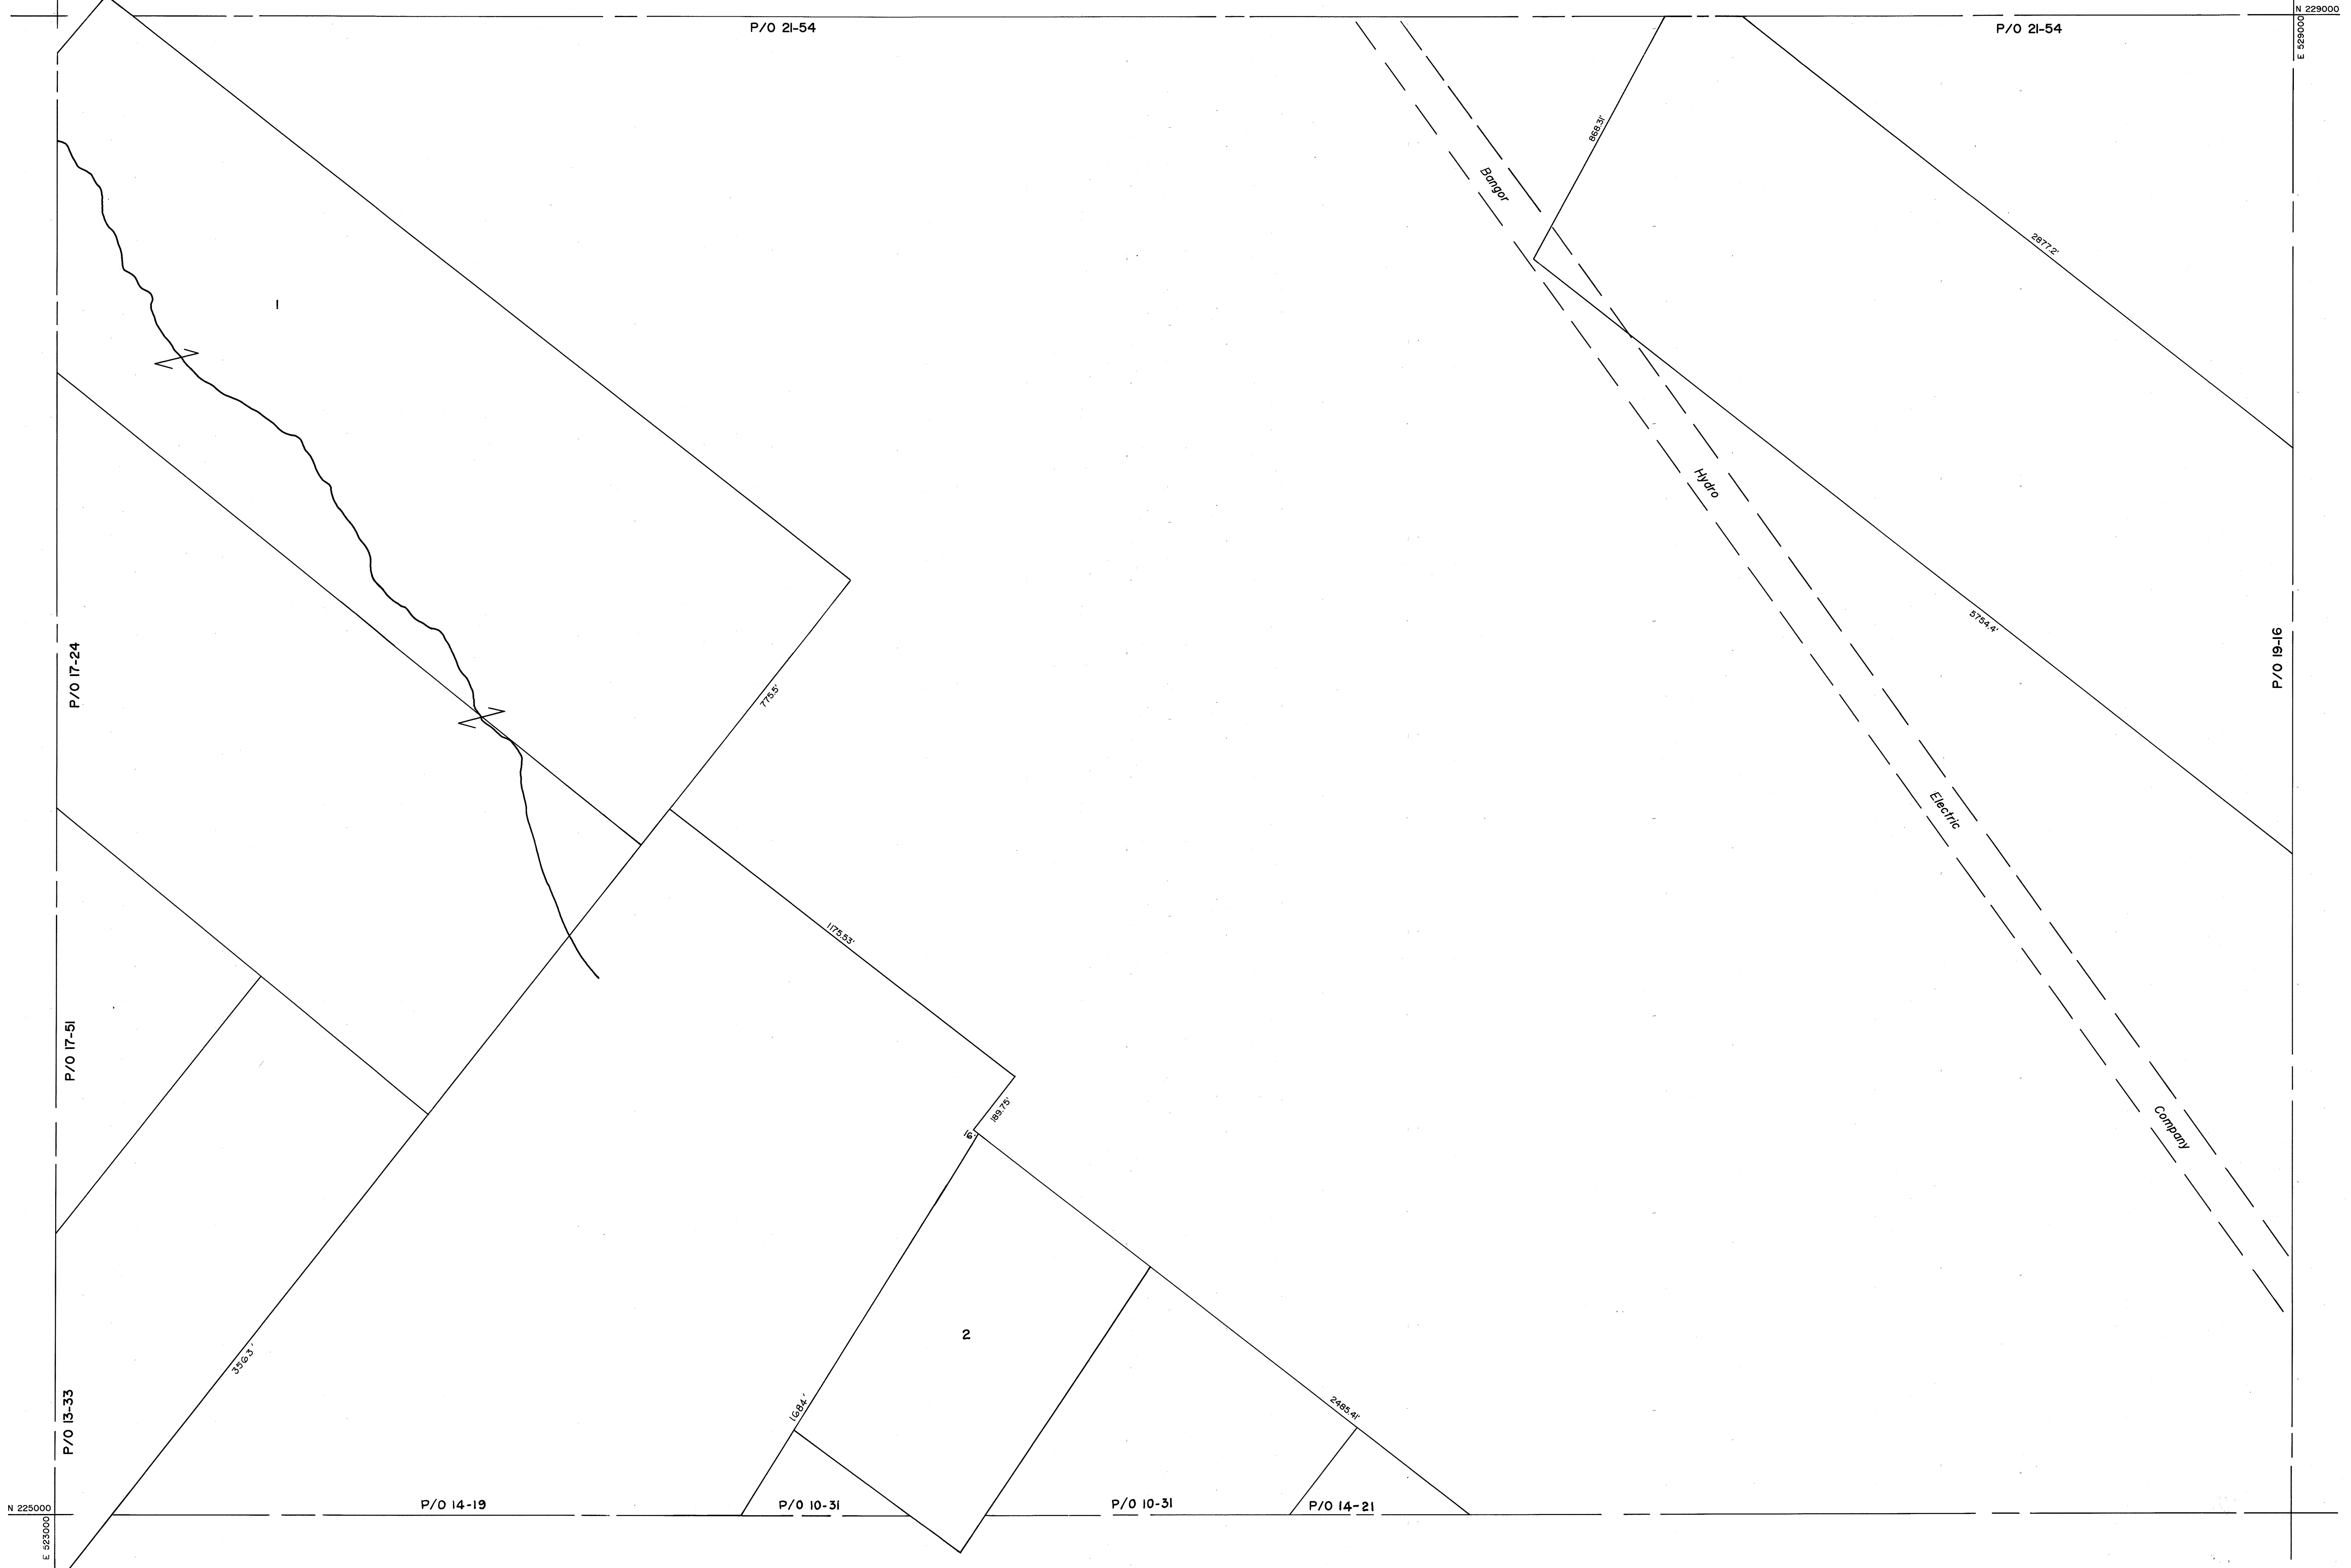 N 229000
E 529000
P/O 21-54
P/O 21-54
868.31'
Bangor
2877.2'
1
Hydro
5754.4'
P/O 17-24
P/O 19-16
775.5'
Electric
1175.53'
P/O 17-51
189.75'
16'
Company
2
3563'
1684'
2485.41'
P/O 13-33
P/O 14-19
P/O 10-31
P/O 10-31
P/O 14-21
N 225000
E 523000